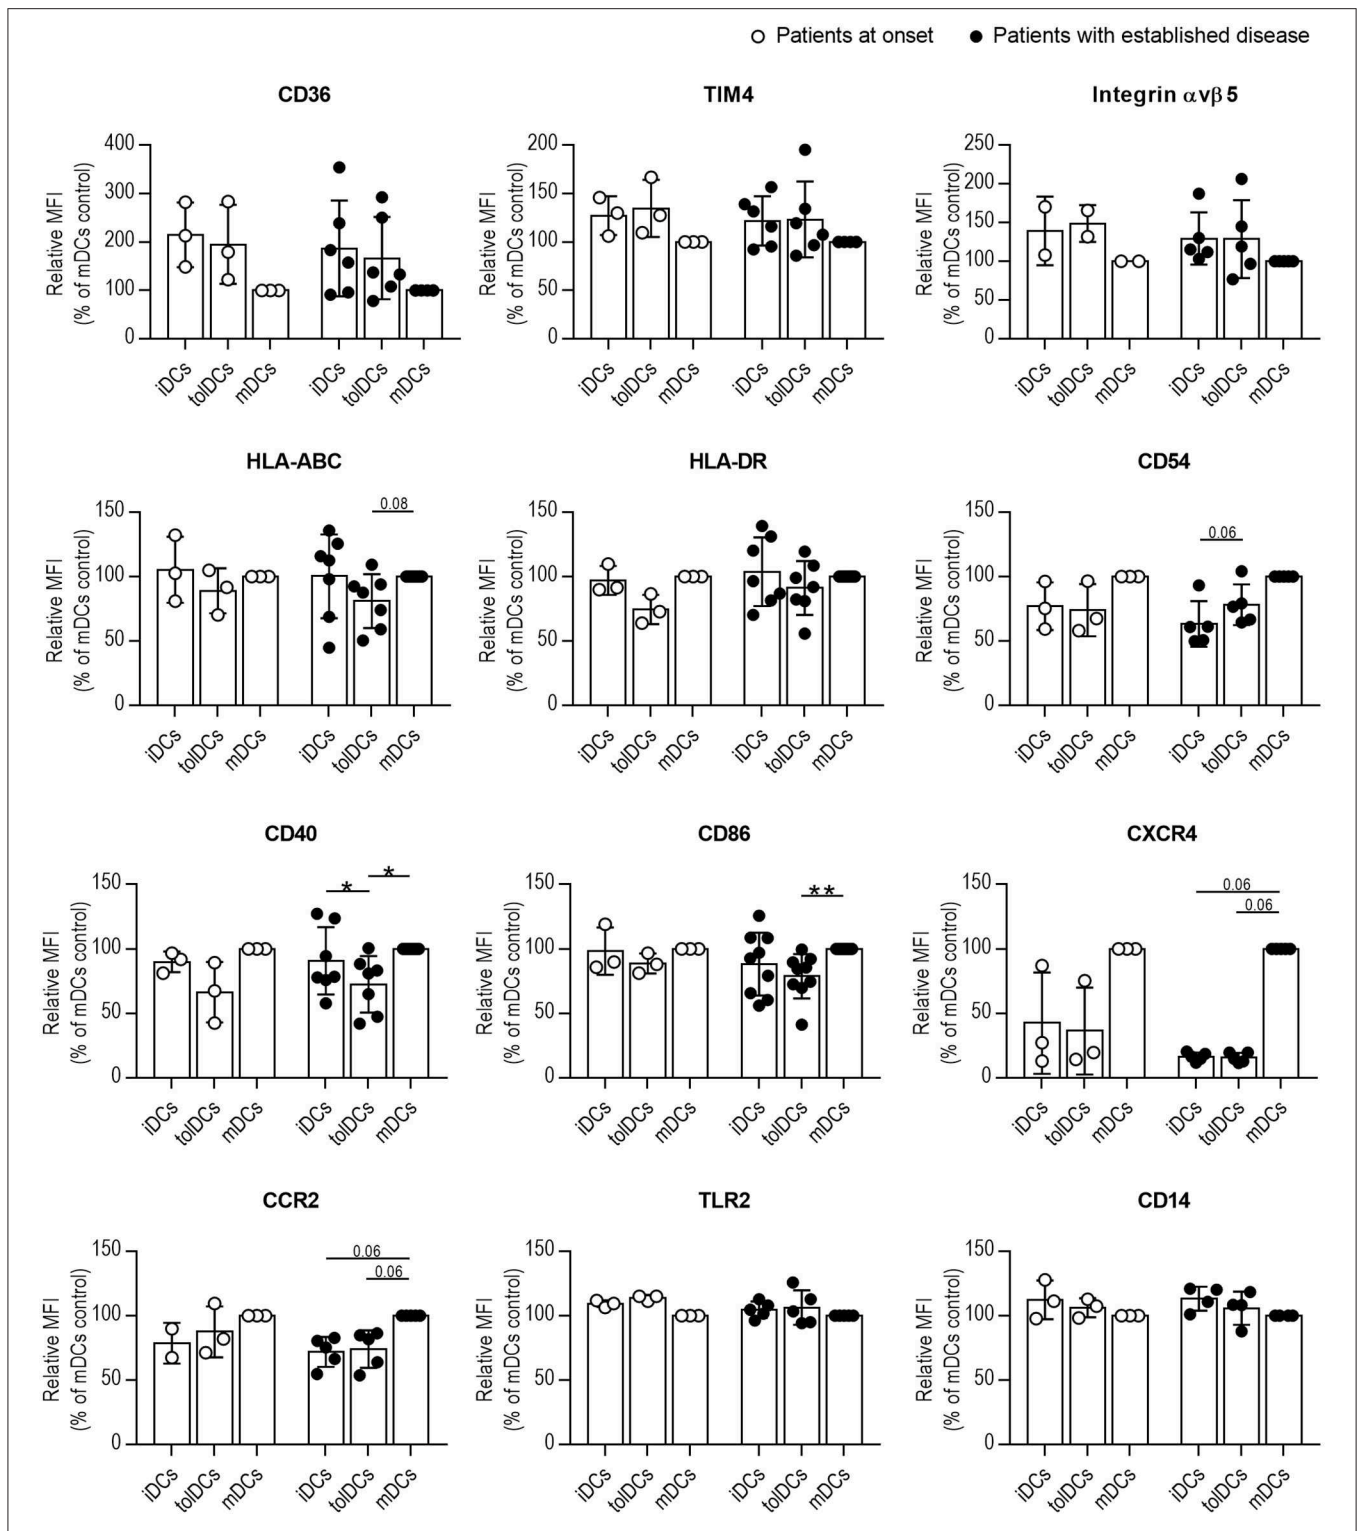 Patients at onset Patients with established disease
CD36
Relative MFI
(% of mDCs control)
400
300
200
100
0
iDCs tolDCs mDCs iDCs tolDCs mDCs
TIM4
Relative MFI
(% of mDCs control)
200
150
100
50
0
iDCs tolDCs mDCs iDCs tolDCs mDCs
Integrin αvβ5
Relative MFI
(% of mDCs control)
250
200
150
100
50
0
iDCs tolDCs mDCs iDCs tolDCs mDCs
HLA-ABC
Relative MFI
(% of mDCs control)
150
100
50
0
0.08
iDCs tolDCs mDCs iDCs tolDCs mDCs
HLA-DR
Relative MFI
(% of mDCs control)
150
100
50
0
iDCs tolDCs mDCs iDCs tolDCs mDCs
CD54
Relative MFI
(% of mDCs control)
150
100
50
0
0.06
iDCs tolDCs mDCs iDCs tolDCs mDCs
CD40
Relative MFI
(% of mDCs control)
150
100
50
0
* *
iDCs tolDCs mDCs iDCs tolDCs mDCs
CD86
Relative MFI
(% of mDCs control)
150
100
50
0
**
iDCs tolDCs mDCs iDCs tolDCs mDCs
CXCR4
Relative MFI
(% of mDCs control)
150
100
50
0
0.06
0.06
iDCs tolDCs mDCs iDCs tolDCs mDCs
CCR2
Relative MFI
(% of mDCs control)
150
100
50
0
0.06
0.06
iDCs tolDCs mDCs iDCs tolDCs mDCs
TLR2
Relative MFI
(% of mDCs control)
150
100
50
0
iDCs tolDCs mDCs iDCs tolDCs mDCs
CD14
Relative MFI
(% of mDCs control)
150
100
50
0
iDCs tolDCs mDCs iDCs tolDCs mDCs